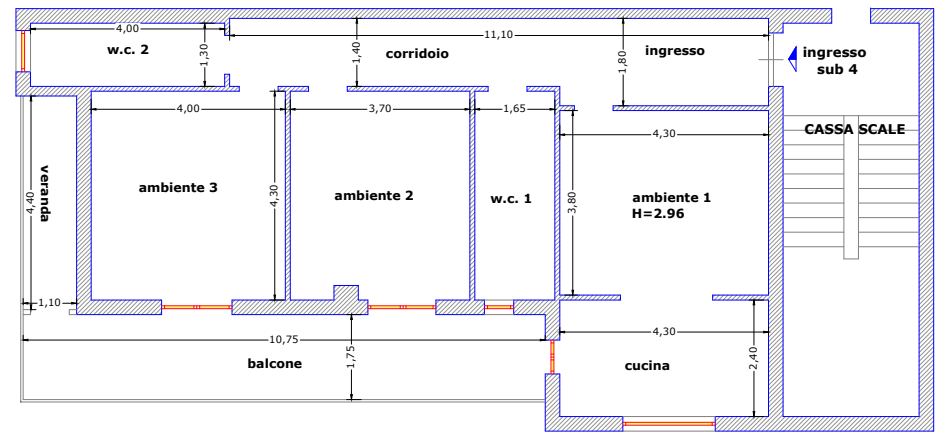 4,00
w.c. 2
1,30
11,10
1,40
corridoio
1,80
ingresso
ingresso
sub 4
4,00
3,70
1,65
4,30
CASSA SCALE
veranda
4,40
ambiente 3
4,30
ambiente 2
w.c. 1
3,80
ambiente 1
H=2.96
1,10
10,75
1,75
balcone
4,30
cucina
2,40